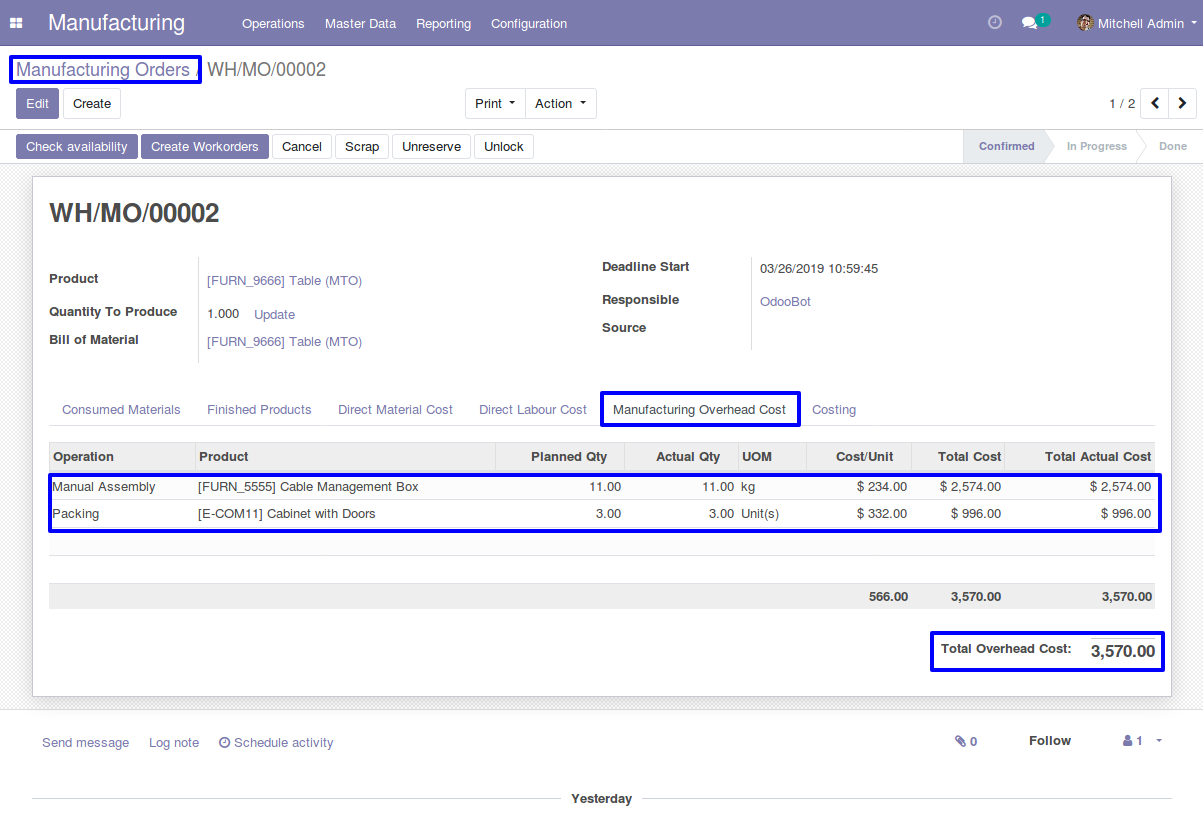 Manufacturing Operations Master Data Reporting Configuration 1 Mitchell Admin
Manufacturing Orders / WH/MO/00002
Edit Create Print Action 1 / 2
Check availability Create Workorders Cancel Scrap Unreserve Unlock Confirmed In Progress Done
WH/MO/00002
Product [FURN_9666] Table (MTO)
Quantity To Produce 1.000 Update
Bill of Material [FURN_9666] Table (MTO)
Deadline Start 03/26/2019 10:59:45
Responsible OdooBot
Source
Consumed Materials Finished Products Direct Material Cost Direct Labour Cost Manufacturing Overhead Cost Costing
Operation Product Planned Qty Actual Qty UOM Cost/Unit Total Cost Total Actual Cost
Manual Assembly [FURN_5555] Cable Management Box 11.00 11.00 kg $ 234.00 $ 2,574.00 $ 2,574.00
Packing [E-COM11] Cabinet with Doors 3.00 3.00 Unit(s) $ 332.00 $ 996.00 $ 996.00
566.00 3,570.00 3,570.00
Total Overhead Cost: 3,570.00
Send message Log note Schedule activity 0 Follow 1
Yesterday